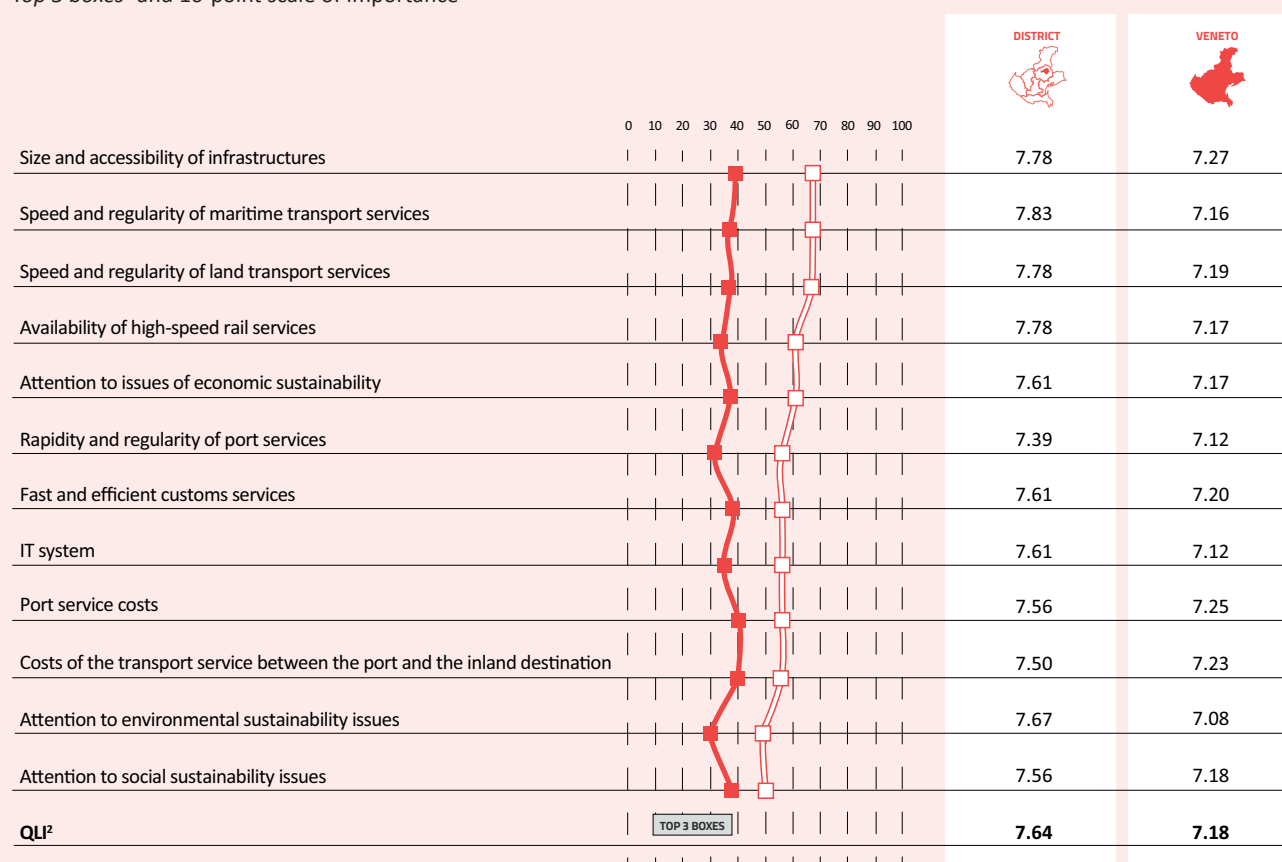 DISTRICT VENETO
0 10 20 30 40 50 60 70 80 90 100
Size and accessibility of infrastructures 7.78 7.27
Speed and regularity of maritime transport services 7.83 7.16
Speed and regularity of land transport services 7.78 7.19
Availability of high-speed rail services 7.78 7.17
Attention to issues of economic sustainability 7.61 7.17
Rapidity and regularity of port services 7.39 7.12
Fast and efficient customs services 7.61 7.20
IT system 7.61 7.12
Port service costs 7.56 7.25
Costs of the transport service between the port and the inland destination 7.50 7.23
Attention to environmental sustainability issues 7.67 7.08
Attention to social sustainability issues 7.56 7.18
QLI² TOP 3 BOXES 7.64 7.18